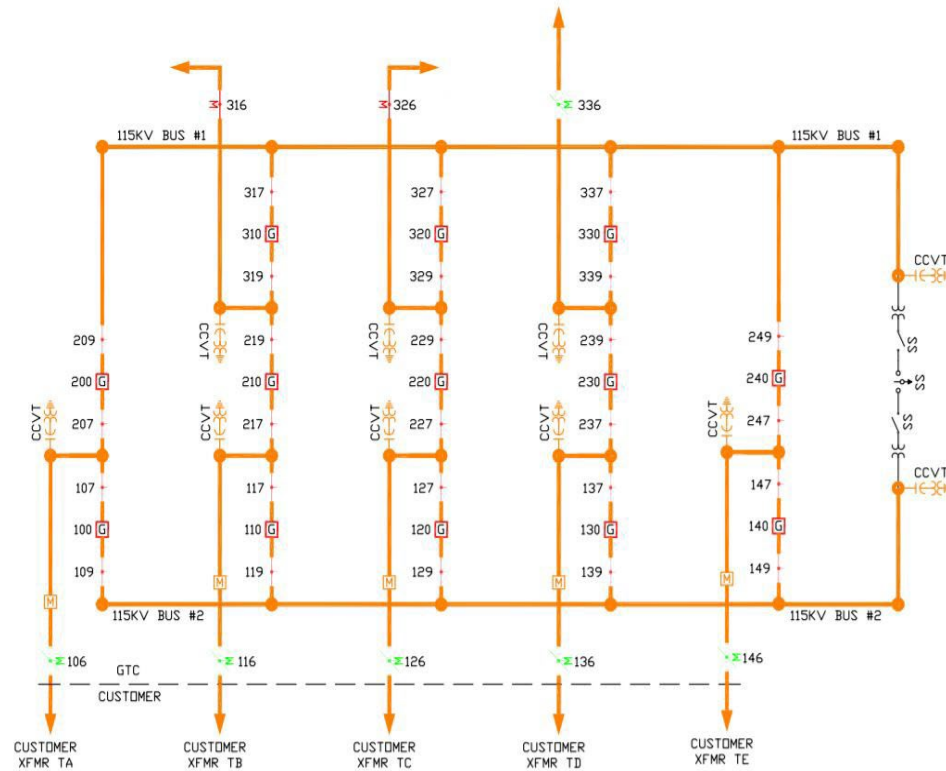 316
326
336
115KV BUS #1
115KV BUS #1
317
327
337
310 G
320 G
330 G
CCVT
319
329
339
CCVT
CCVT
CCVT
209
219
229
239
249
SS
200 G
210 G
220 G
230 G
240 G
SS
CCVT
CCVT
CCVT
CCVT
207
217
227
237
247
SS
CCVT
107
117
127
137
147
100 G
110 G
120 G
130 G
140 G
109
119
129
139
149
M
M
M
M
M
115KV BUS #2
115KV BUS #2
106
116
126
136
146
GTC
CUSTOMER
CUSTOMER
XFMR TA
CUSTOMER
XFMR TB
CUSTOMER
XFMR TC
CUSTOMER
XFMR TD
CUSTOMER
XFMR TE